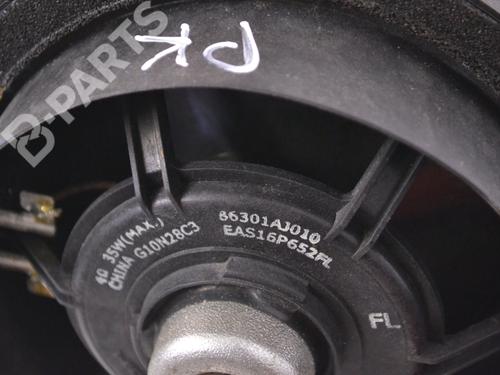 B-PARTS
PK
86301AJ010
EAS16P652FL
4Ω 35W(MAX.)
CHINA G10N28C3
FL